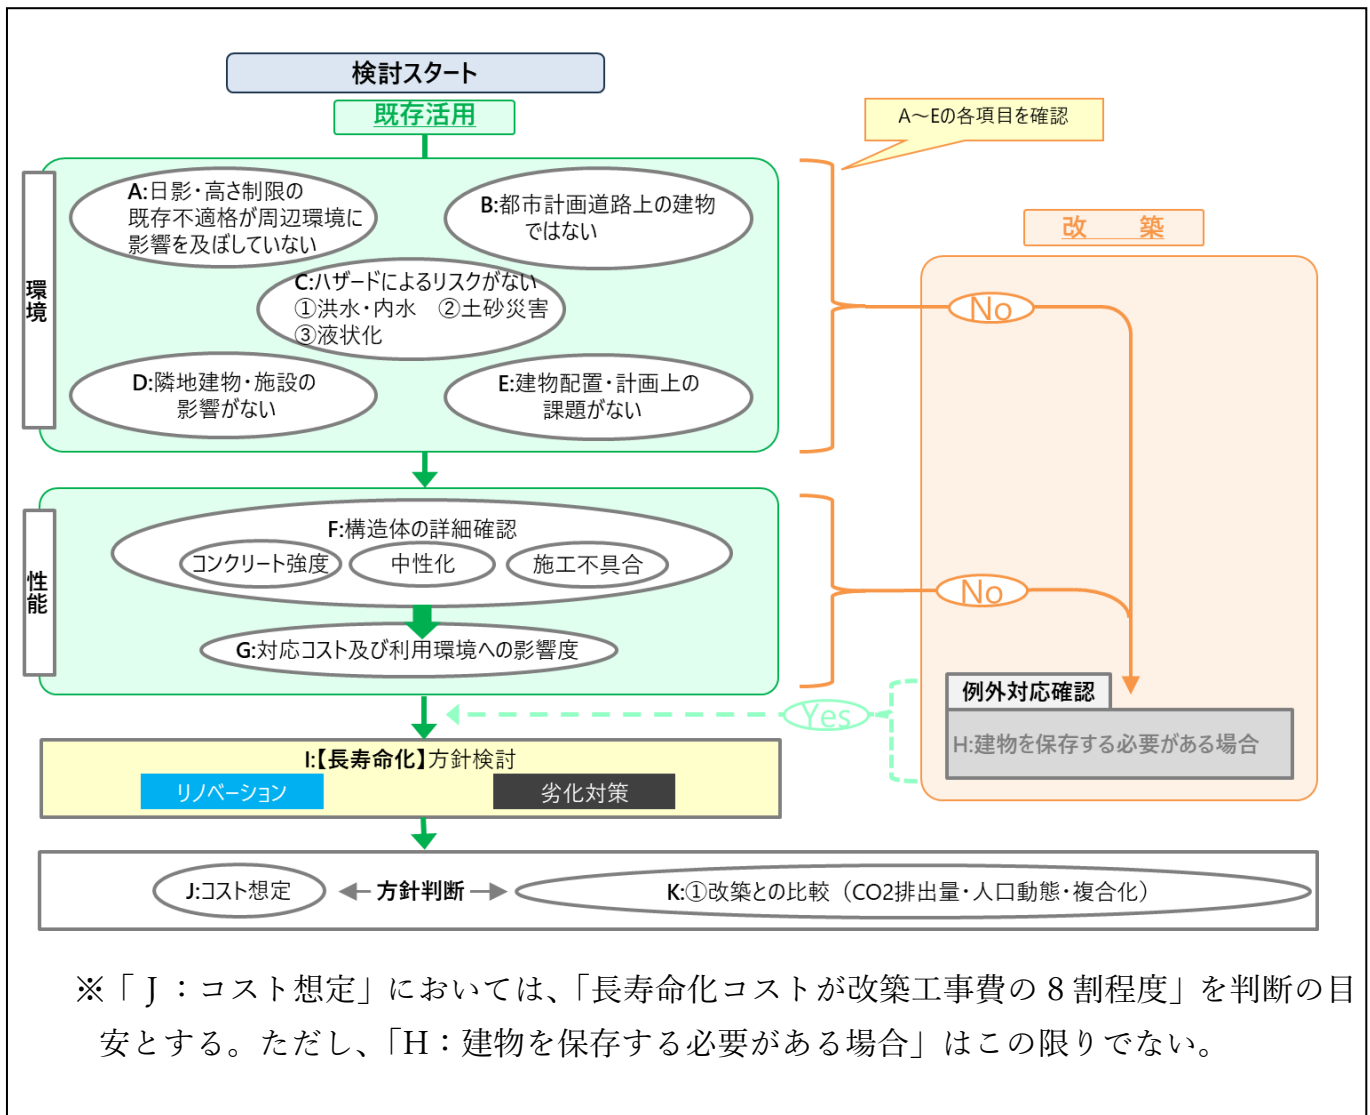 検討スタート
既存活用
A~Eの各項目を確認
環境
A:日影・高さ制限の
既存不適格が周辺環境に
影響を及ぼしていない
B:都市計画道路上の建物
ではない
C:ハザードによるリスクがない
①洪水・内水　②土砂災害
③液状化
D:隣地建物・施設の
影響がない
E:建物配置・計画上の
課題がない
改　築
No
性能
F:構造体の詳細確認
コンクリート強度
中性化
施工不具合
G:対応コスト及び利用環境への影響度
No
例外対応確認
H:建物を保存する必要がある場合
Yes
I:【長寿命化】方針検討
リノベーション
劣化対策
J:コスト想定
方針判断
K:①改築との比較（CO2排出量・人口動態・複合化）
※「Ｊ：コスト想定」においては、「長寿命化コストが改築工事費の８割程度」を判断の目
安とする。ただし、「H：建物を保存する必要がある場合」はこの限りでない。